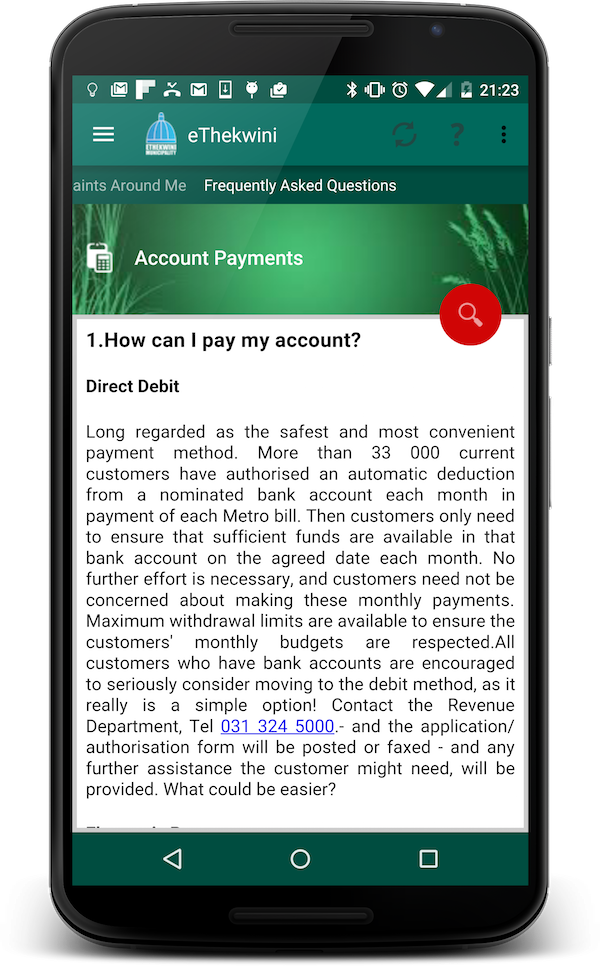 21:23
ETHEKWINI
MUNICIPALITY
eThekwini
aints Around Me Frequently Asked Questions
Account Payments
1.How can I pay my account?
Direct Debit
Long regarded as the safest and most convenient
payment method. More than 33 000 current
customers have authorised an automatic deduction
from a nominated bank account each month in
payment of each Metro bill. Then customers only need
to ensure that sufficient funds are available in that
bank account on the agreed date each month. No
further effort is necessary, and customers need not be
concerned about making these monthly payments.
Maximum withdrawal limits are available to ensure the
customers' monthly budgets are respected.All
customers who have bank accounts are encouraged
to seriously consider moving to the debit method, as it
really is a simple option! Contact the Revenue
Department, Tel 031 324 5000.- and the application/
authorisation form will be posted or faxed - and any
further assistance the customer might need, will be
provided. What could be easier?